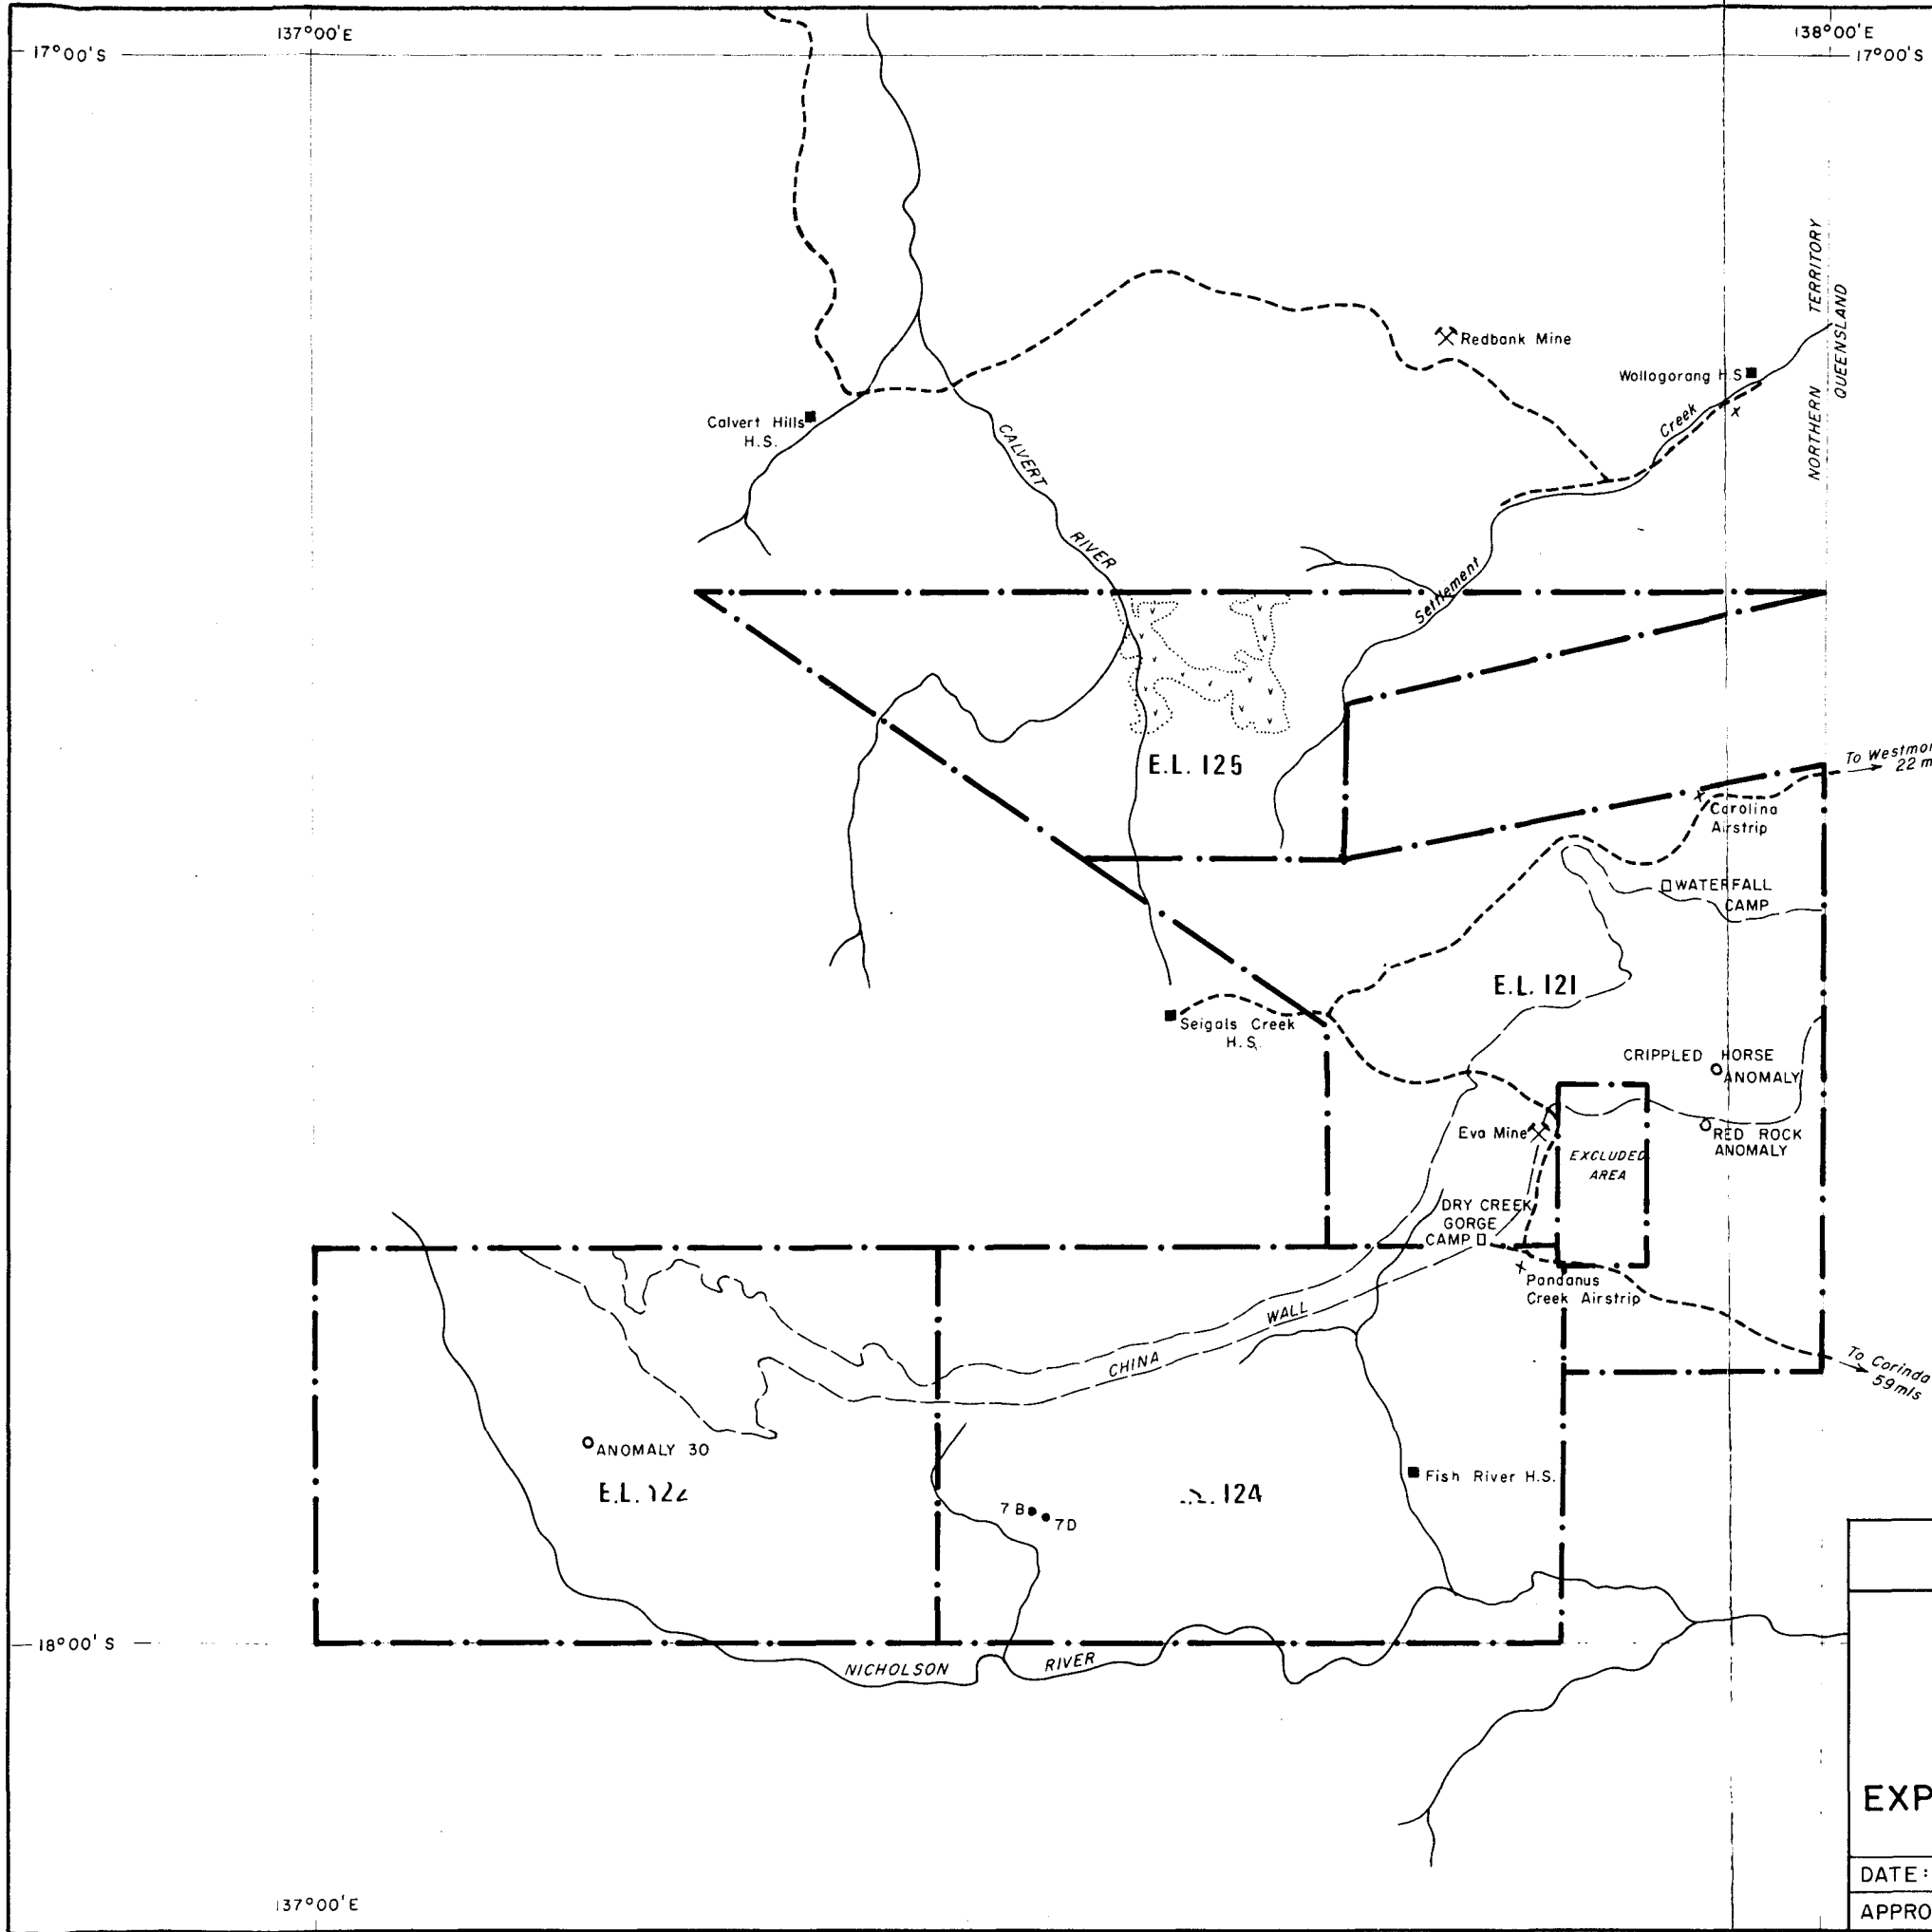 137°00'E
138°00'E
17°00'S
17°00'S
NORTHERN TERRITORY
QUEENSLAND
Redbank Mine
Wollogorang H.S.
Creek
Calvert Hills
H.S.
CALVERT
RIVER
Settlement
E.L. 125
To Westmor
22 m
Carolina
Airstrip
WATERFALL
CAMP
E.L. 121
Seigals Creek
H.S.
CRIPPLED HORSE
ANOMALY
Eva Mine
RED ROCK
ANOMALY
EXCLUDED
AREA
DRY CREEK
GORGE
CAMP
Pandanus
Creek Airstrip
WALL
CHINA
To Corinda
59 mls
ANOMALY 30
Fish River H.S.
E.L. 122
124
7B
7D
18°00'S
NICHOLSON
RIVER
EXP
DATE:
APPRO
137°00'E